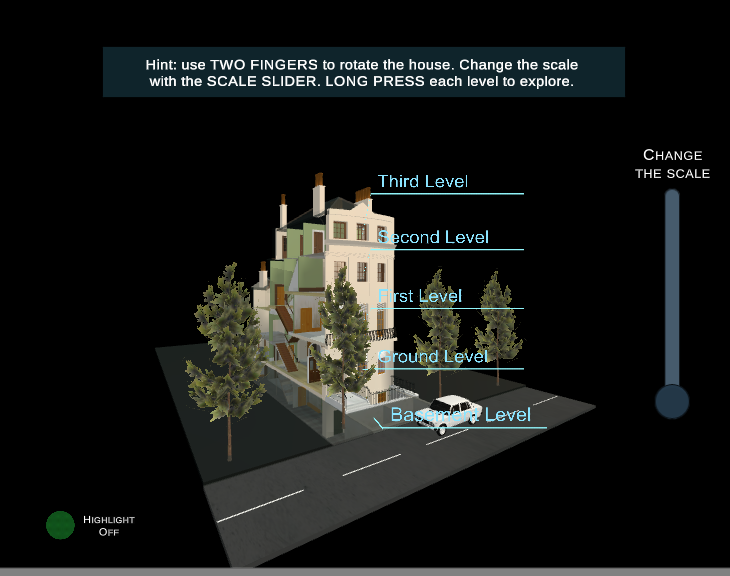 Hint: use TWO FINGERS to rotate the house. Change the scale
with the SCALE SLIDER. LONG PRESS each level to explore.
CHANGE
THE SCALE
Third Level
Second Level
First Level
Ground Level
Basement Level
HIGHLIGHT
OFF